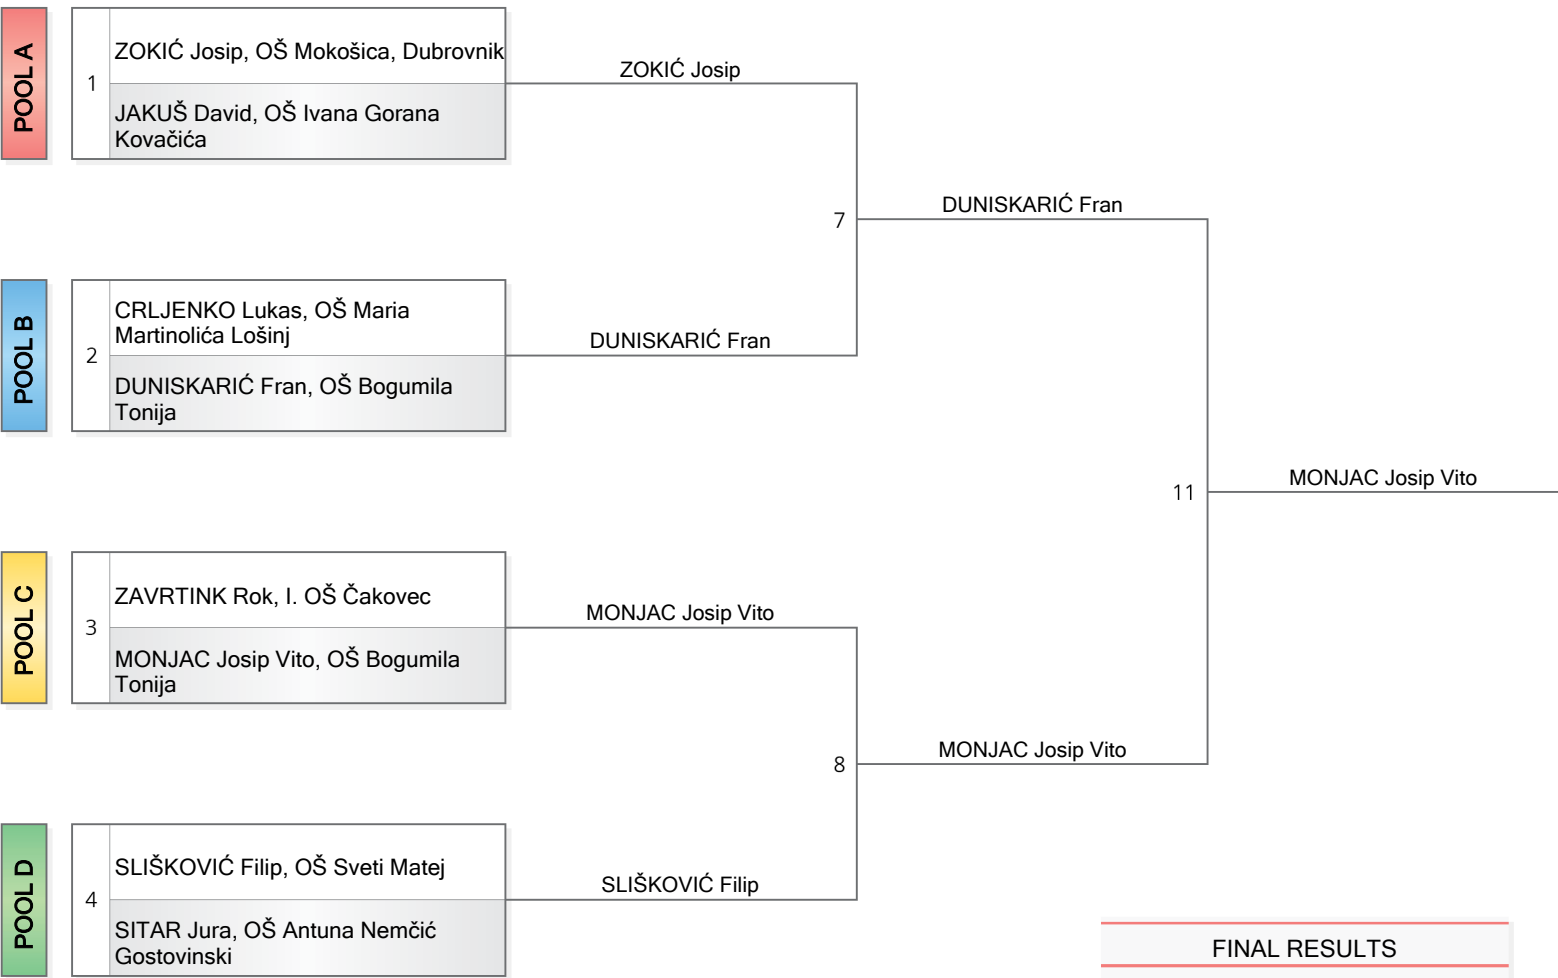 POOL A
1
ZOKIĆ Josip, OŠ Mokošica, Dubrovnik
JAKUŠ David, OŠ Ivana Gorana
Kovačića
ZOKIĆ Josip
7
DUNISKARIĆ Fran
POOL B
2
CRLJENKO Lukas, OŠ Maria
Martinolića Lošinj
DUNISKARIĆ Fran, OŠ Bogumila
Tonija
DUNISKARIĆ Fran
11
MONJAC Josip Vito
POOL C
3
ZAVRTINK Rok, I. OŠ Čakovec
MONJAC Josip Vito, OŠ Bogumila
Tonija
MONJAC Josip Vito
8
MONJAC Josip Vito
POOL D
4
SLIŠKOVIĆ Filip, OŠ Sveti Matej
SITAR Jura, OŠ Antuna Nemčić
Gostovinski
SLIŠKOVIĆ Filip
FINAL RESULTS